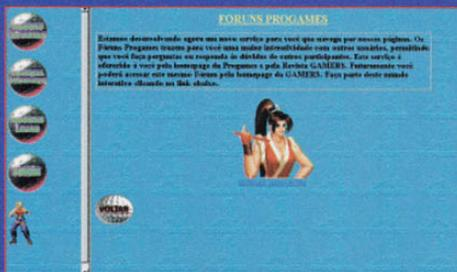 FORUNS PROGAMES
Estamos desenvolvendo agora um novo serviço para você que navega por nossas páginas. Os
Fóruns Progames trazem para você uma maior interatividade com outros usuários, permitindo
que você faça perguntas ou responda às dúvidas de outros participantes. Este serviço é
oferecido à você pela homepage da Progames e pela Revista GAMERS. Futuramente você
poderá acessar este mesmo Fórum pela homepage da GAMERS. Faça parte deste mundo
interativo clicando no link abaixo.
VOLTAR